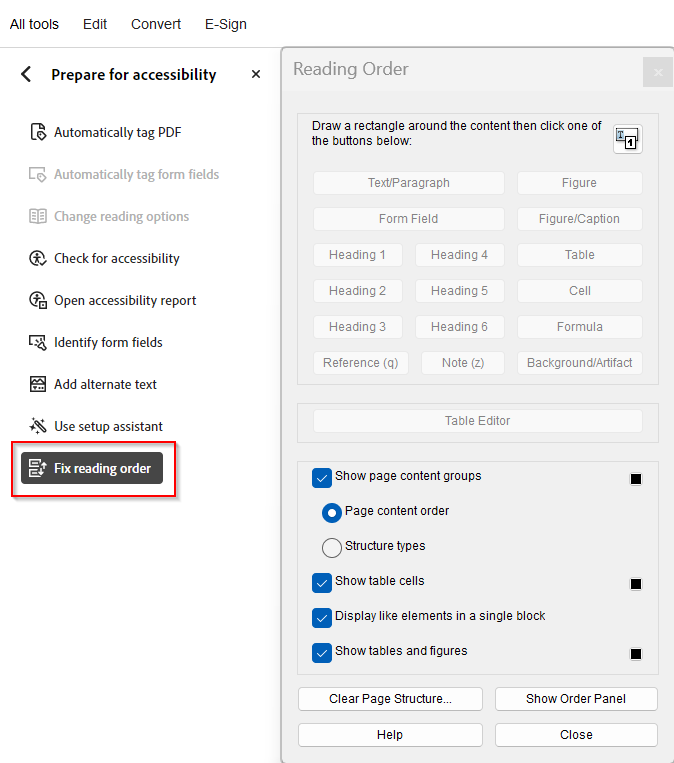 All tools Edit Convert E-Sign
Prepare for accessibility
Automatically tag PDF
Automatically tag form fields
Change reading options
Check for accessibility
Open accessibility report
Identify form fields
Add alternate text
Use setup assistant
Fix reading order
Reading Order
Draw a rectangle around the content then click one of
the buttons below:
Text/Paragraph Figure
Form Field Figure/Caption
Heading 1 Heading 4 Table
Heading 2 Heading 5 Cell
Heading 3 Heading 6 Formula
Reference (q) Note (z) Background/Artifact
Table Editor
Show page content groups
Page content order
Structure types
Show table cells
Display like elements in a single block
Show tables and figures
Clear Page Structure... Show Order Panel
Help Close